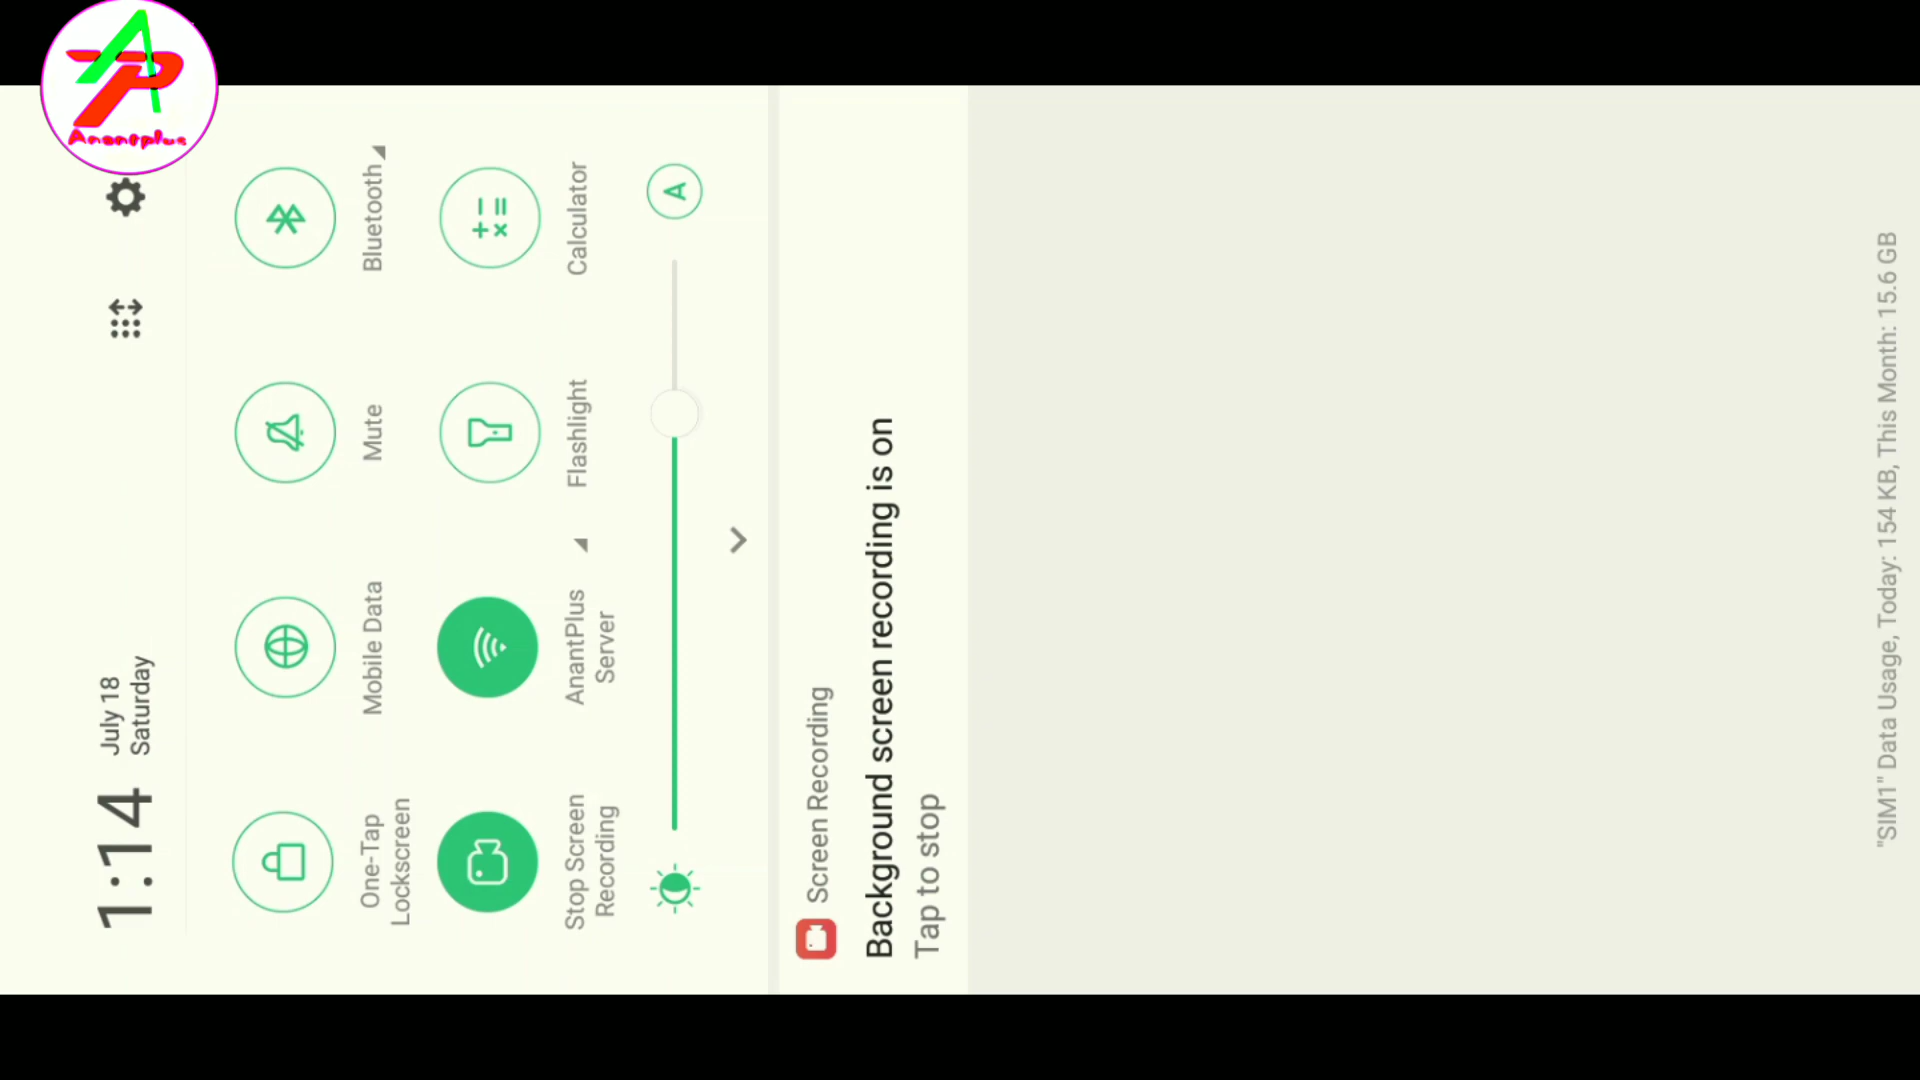 Anantplus
1:14
July 18
Saturday
One-Tap
Lockscreen
Mobile Data
Mute
Bluetooth
Stop Screen
Recording
AnantPlus
Server
Flashlight
Calculator
A
Screen Recording
Background screen recording is on
Tap to stop
"SIM1" Data Usage, Today: 154 KB, This Month: 15.6 GB